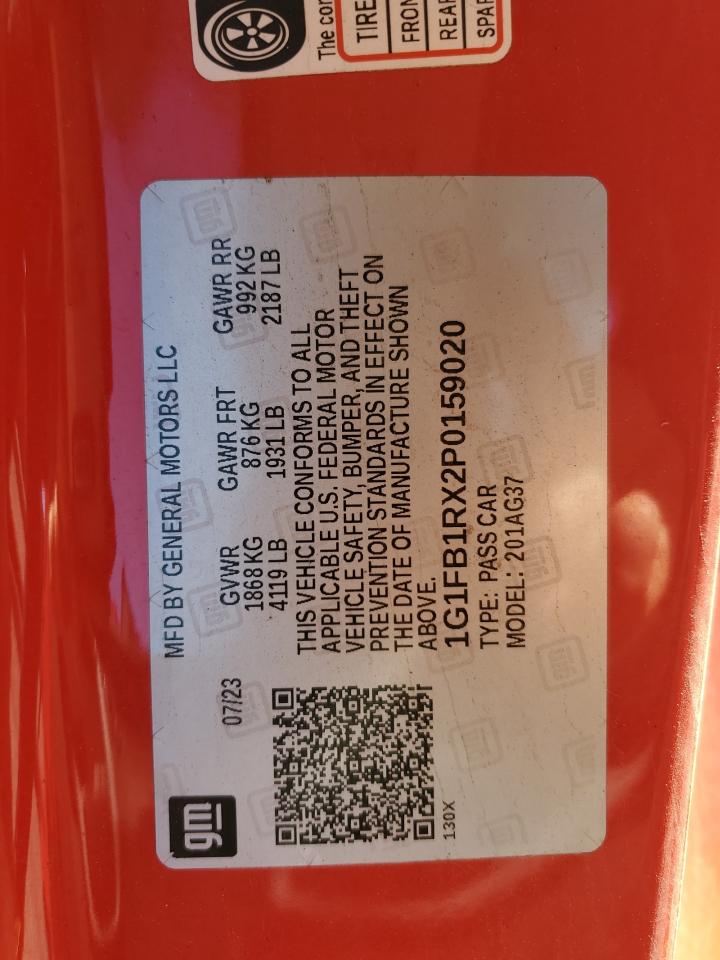 The
TIRE
FRON
REAR
SPAR
gm
MFD BY GENERAL MOTORS LLC
07/23
GVWR GAWR FRT GAWR RR
1868 KG 876 KG 992 KG
4119 LB 1931 LB 2187 LB
THIS VEHICLE CONFORMS TO ALL
APPLICABLE U.S. FEDERAL MOTOR
VEHICLE SAFETY, BUMPER, AND THEFT
PREVENTION STANDARDS IN EFFECT ON
THE DATE OF MANUFACTURE SHOWN
ABOVE.
1G1FB1RX2P0159020
TYPE: PASS CAR
MODEL: 201AG37
130X